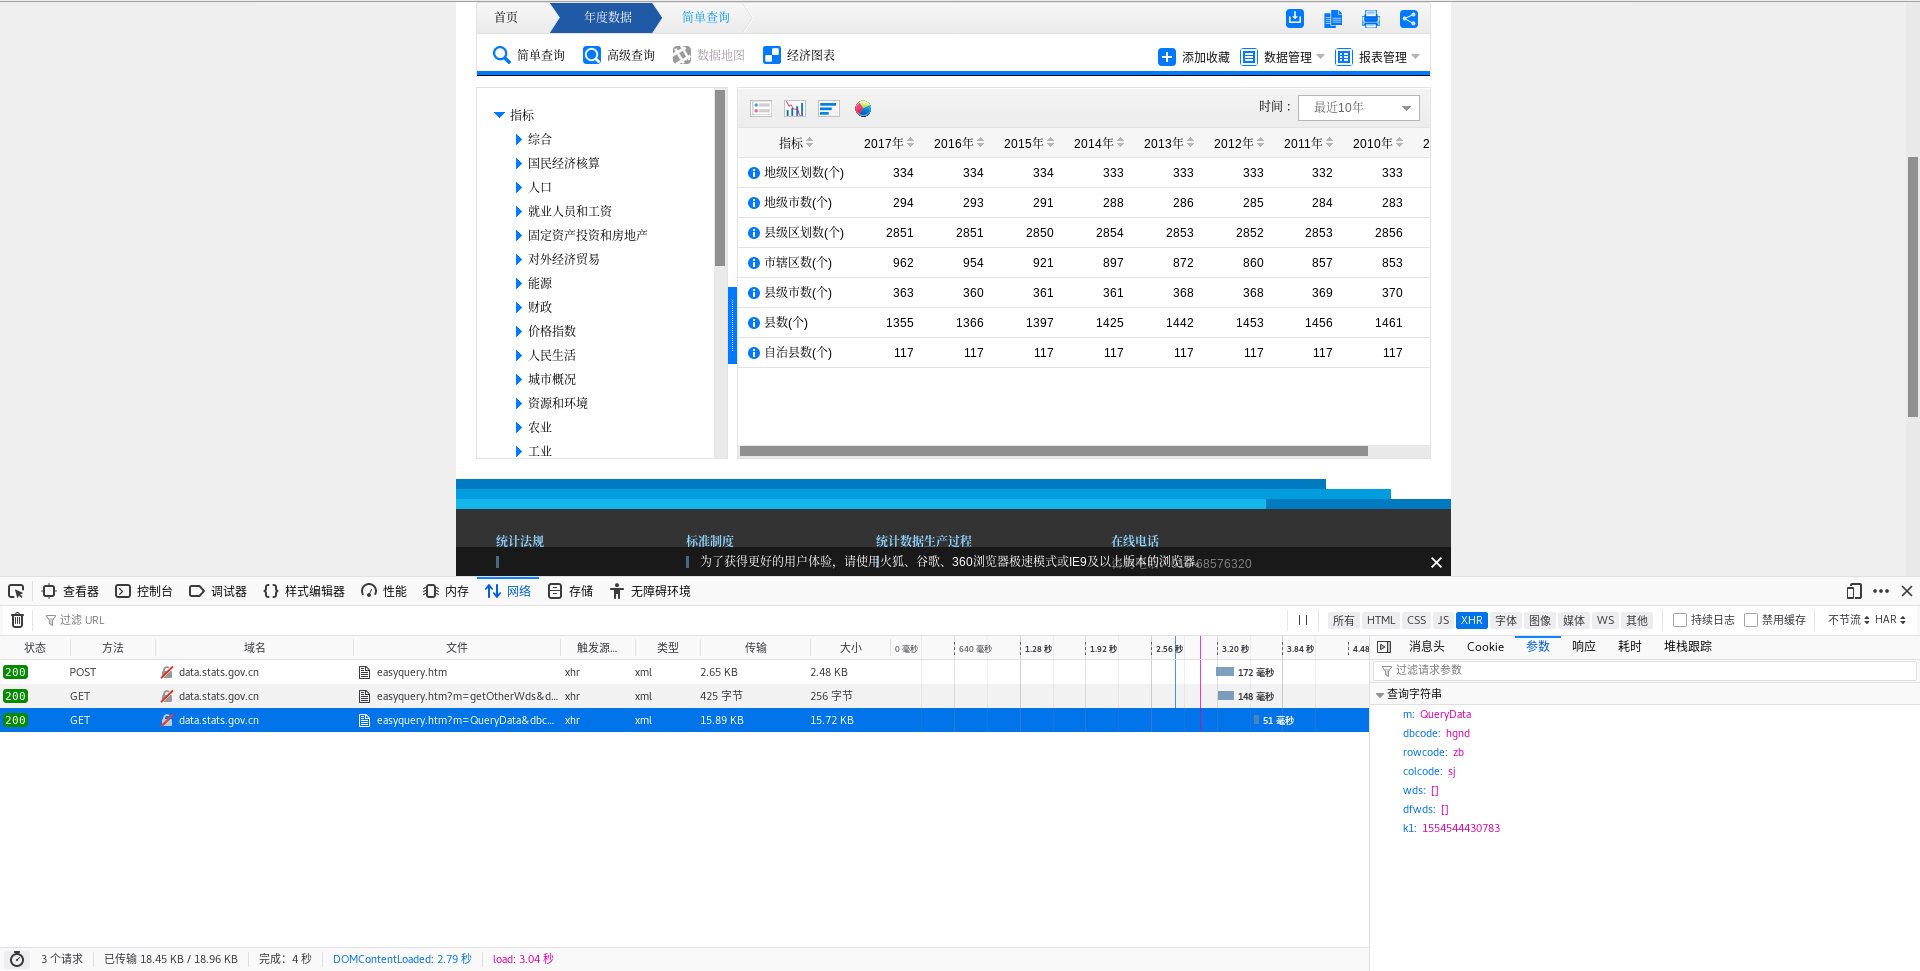 首页 年度数据 简单查询
简单查询 高级查询 数据地图 经济图表 添加收藏 数据管理 报表管理
指标
综合
国民经济核算
人口
就业人员和工资
固定资产投资和房地产
对外经济贸易
能源
财政
价格指数
人民生活
城市概况
资源和环境
农业
工业
时间： 最近10年
指标 2017年 2016年 2015年 2014年 2013年 2012年 2011年 2010年 2
地级区划数(个) 334 334 334 333 333 333 332 333
地级市数(个) 294 293 291 288 286 285 284 283
县级区划数(个) 2851 2851 2850 2854 2853 2852 2853 2856
市辖区数(个) 962 954 921 897 872 860 857 853
县级市数(个) 363 360 361 361 368 368 369 370
县数(个) 1355 1366 1397 1425 1442 1453 1456 1461
自治县数(个) 117 117 117 117 117 117 117 117
统计法规 标准制度 统计数据生产过程 在线电话
为了获得更好的用户体验，请使用火狐、谷歌、360浏览器极速模式或IE9及以上版本的浏览器。
68576320
查看器 控制台 调试器 样式编辑器 性能 内存 网络 存储 无障碍环境
过滤 URL 所有 HTML CSS JS XHR 字体 图像 媒体 WS 其他 持续日志 禁用缓存 不节流 HAR
状态 方法 域名 文件 触发源... 类型 传输 大小 0 毫秒 640 毫秒 1.28 秒 1.92 秒 2.56 秒 3.20 秒 3.84 秒 4.48
200 POST data.stats.gov.cn easyquery.htm xhr xml 2.65 KB 2.48 KB 172 毫秒
200 GET data.stats.gov.cn easyquery.htm?m=getOtherWds&d... xhr xml 425 字节 256 字节 148 毫秒
200 GET data.stats.gov.cn easyquery.htm?m=QueryData&dbc... xhr xml 15.89 KB 15.72 KB 51 毫秒
消息头 Cookie 参数 响应 耗时 堆栈跟踪
过滤请求参数
查询字符串
m: QueryData
dbcode: hgnd
rowcode: zb
colcode: sj
wds: []
dfwds: []
k1: 1554544430783
3 个请求 已传输 18.45 KB / 18.96 KB 完成：4 秒 DOMContentLoaded: 2.79 秒 load: 3.04 秒